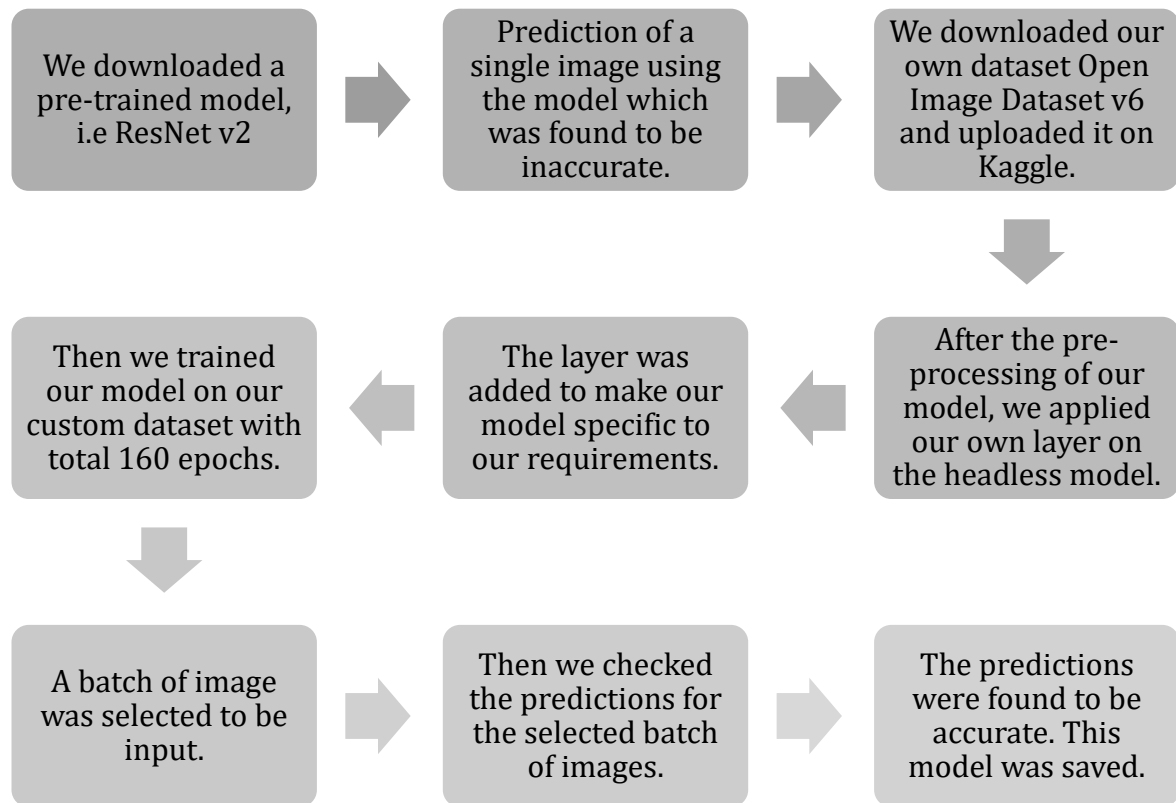 We downloaded a
pre-trained model,
i.e ResNet v2
Prediction of a
single image using
the model which
was found to be
inaccurate.
We downloaded our
own dataset Open
Image Dataset v6
and uploaded it on
Kaggle.
After the pre-
processing of our
model, we applied
our own layer on
the headless model.
The layer was
added to make our
model specific to
our requirements.
Then we trained
our model on our
custom dataset with
total 160 epochs.
A batch of image
was selected to be
input.
Then we checked
the predictions for
the selected batch
of images.
The predictions
were found to be
accurate. This
model was saved.